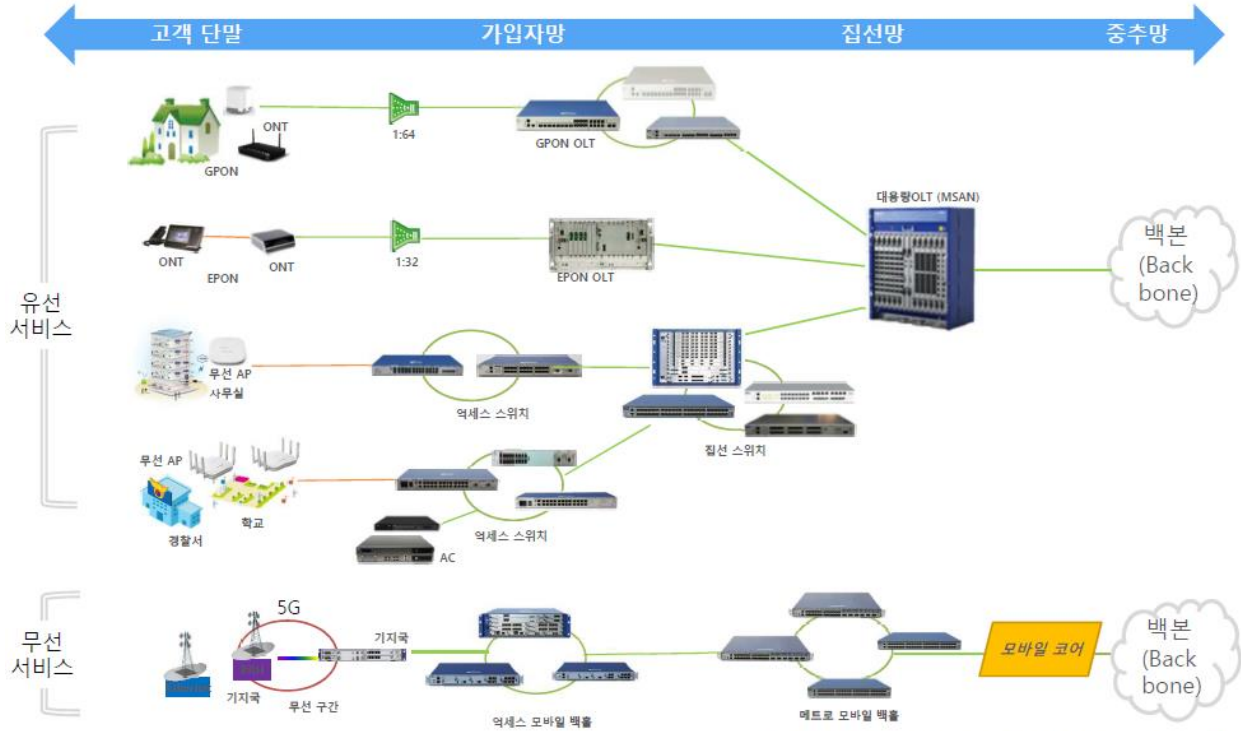 고객 단말
가입자망
집선망
중추망
ONT
GPON
1:64
GPON OLT
대용량OLT (MSAN)
ONT
EPON
ONT
1:32
EPON OLT
백본
(Back
bone)
유선
서비스
무선 AP
사무실
억세스 스위치
집선 스위치
무선 AP
경찰서
학교
억세스 스위치
AC
무선
서비스
5G
기지국
기지국
무선 구간
억세스 모바일 백홀
메트로 모바일 백홀
모바일 코어
백본
(Back
bone)